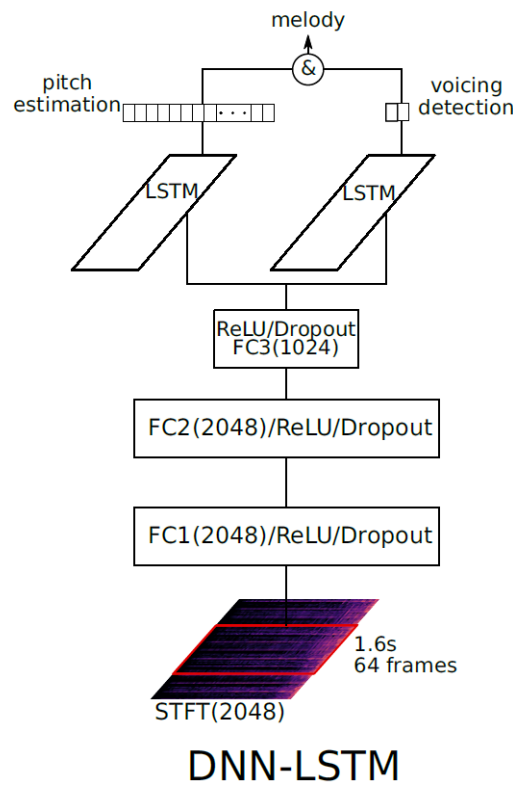 melody
&
pitch
estimation
voicing
detection
...
LSTM
LSTM
ReLU/Dropout
FC3(1024)
FC2(2048)/ReLU/Dropout
FC1(2048)/ReLU/Dropout
1.6s
64 frames
STFT(2048)
DNN-LSTM